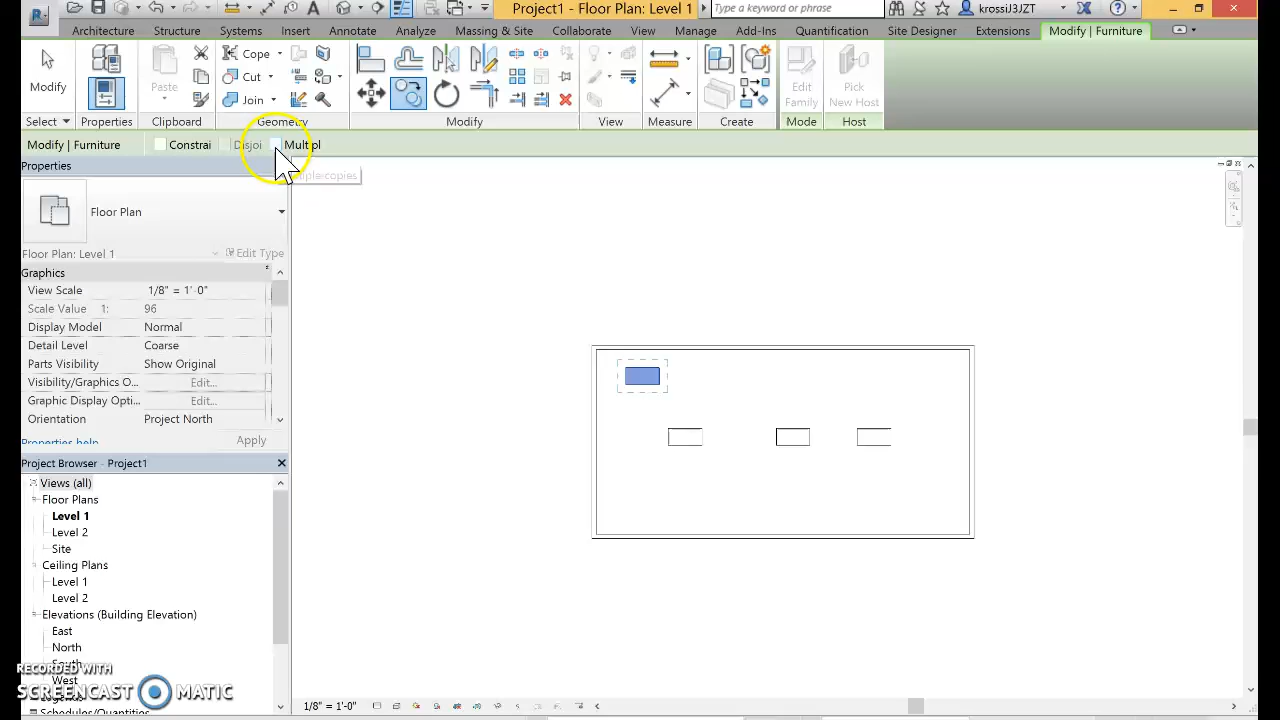 Project1 - Floor Plan: Level 1
Type a keyword or phrase
krossiJ3JZT
Architecture Structure Systems Insert Annotate Analyze Massing & Site Collaborate View Manage Add-Ins Quantification Site Designer Extensions Modify | Furniture
Cope
Cut
Join
Modify
Paste
Edit
Family
Pick
New Host
Select Properties Clipboard Geometry Modify View Measure Create Mode Host
Modify | Furniture Constrai Disjoi Multipl
Properties
copies
Floor Plan
Floor Plan: Level 1 Edit Type
Graphics
View Scale 1/8" = 1'-0"
Scale Value 1: 96
Display Model Normal
Detail Level Coarse
Parts Visibility Show Original
Visibility/Graphics O... Edit...
Graphic Display Opti... Edit...
Orientation Project North
Properties help Apply
Project Browser - Project1
Views (all)
Floor Plans
Level 1
Level 2
Site
Ceiling Plans
Level 1
Level 2
Elevations (Building Elevation)
East
North
South
West
Schedules/Quantities
RECORDED WITH
SCREENCAST MATIC
1/8" = 1'-0"